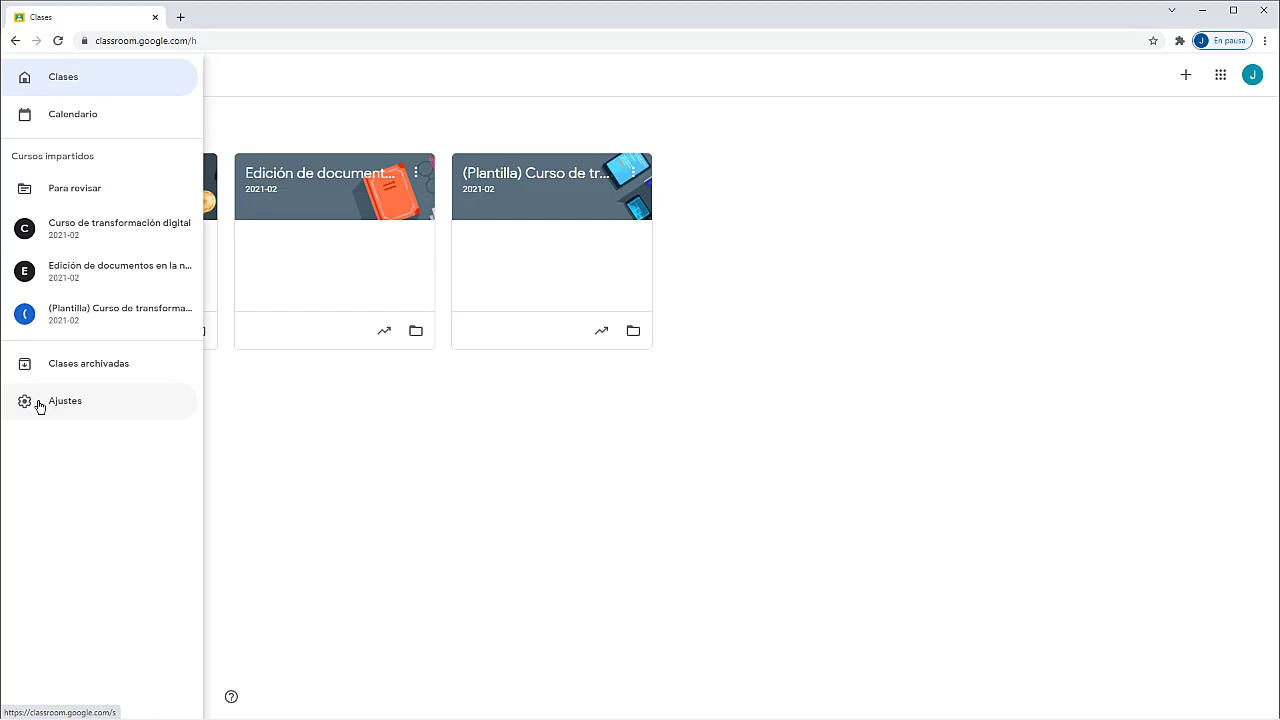 Clases
classroom.google.com/h
J
En pausa
Clases
Calendario
J
Cursos impartidos
Para revisar
C
Curso de transformación digital
2021-02
E
Edición de documentos en la n...
2021-02
(
(Plantilla) Curso de transforma...
2021-02
Clases archivadas
Ajustes
Edición de document...
2021-02
(Plantilla) Curso de tr...
2021-02
https://classroom.google.com/s